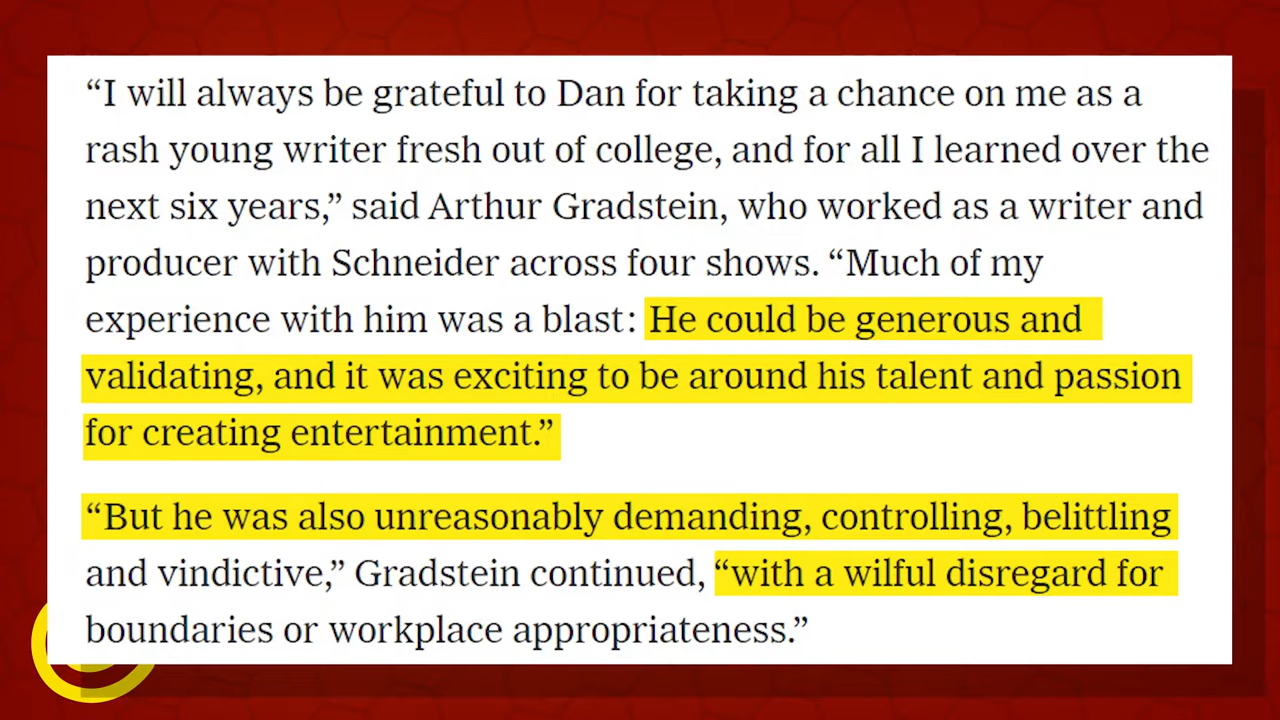 “I will always be grateful to Dan for taking a chance on me as a
rash young writer fresh out of college, and for all I learned over the
next six years,” said Arthur Gradstein, who worked as a writer and
producer with Schneider across four shows. “Much of my
experience with him was a blast: He could be generous and
validating, and it was exciting to be around his talent and passion
for creating entertainment.”
“But he was also unreasonably demanding, controlling, belittling
and vindictive,” Gradstein continued, “with a wilful disregard for
boundaries or workplace appropriateness.”